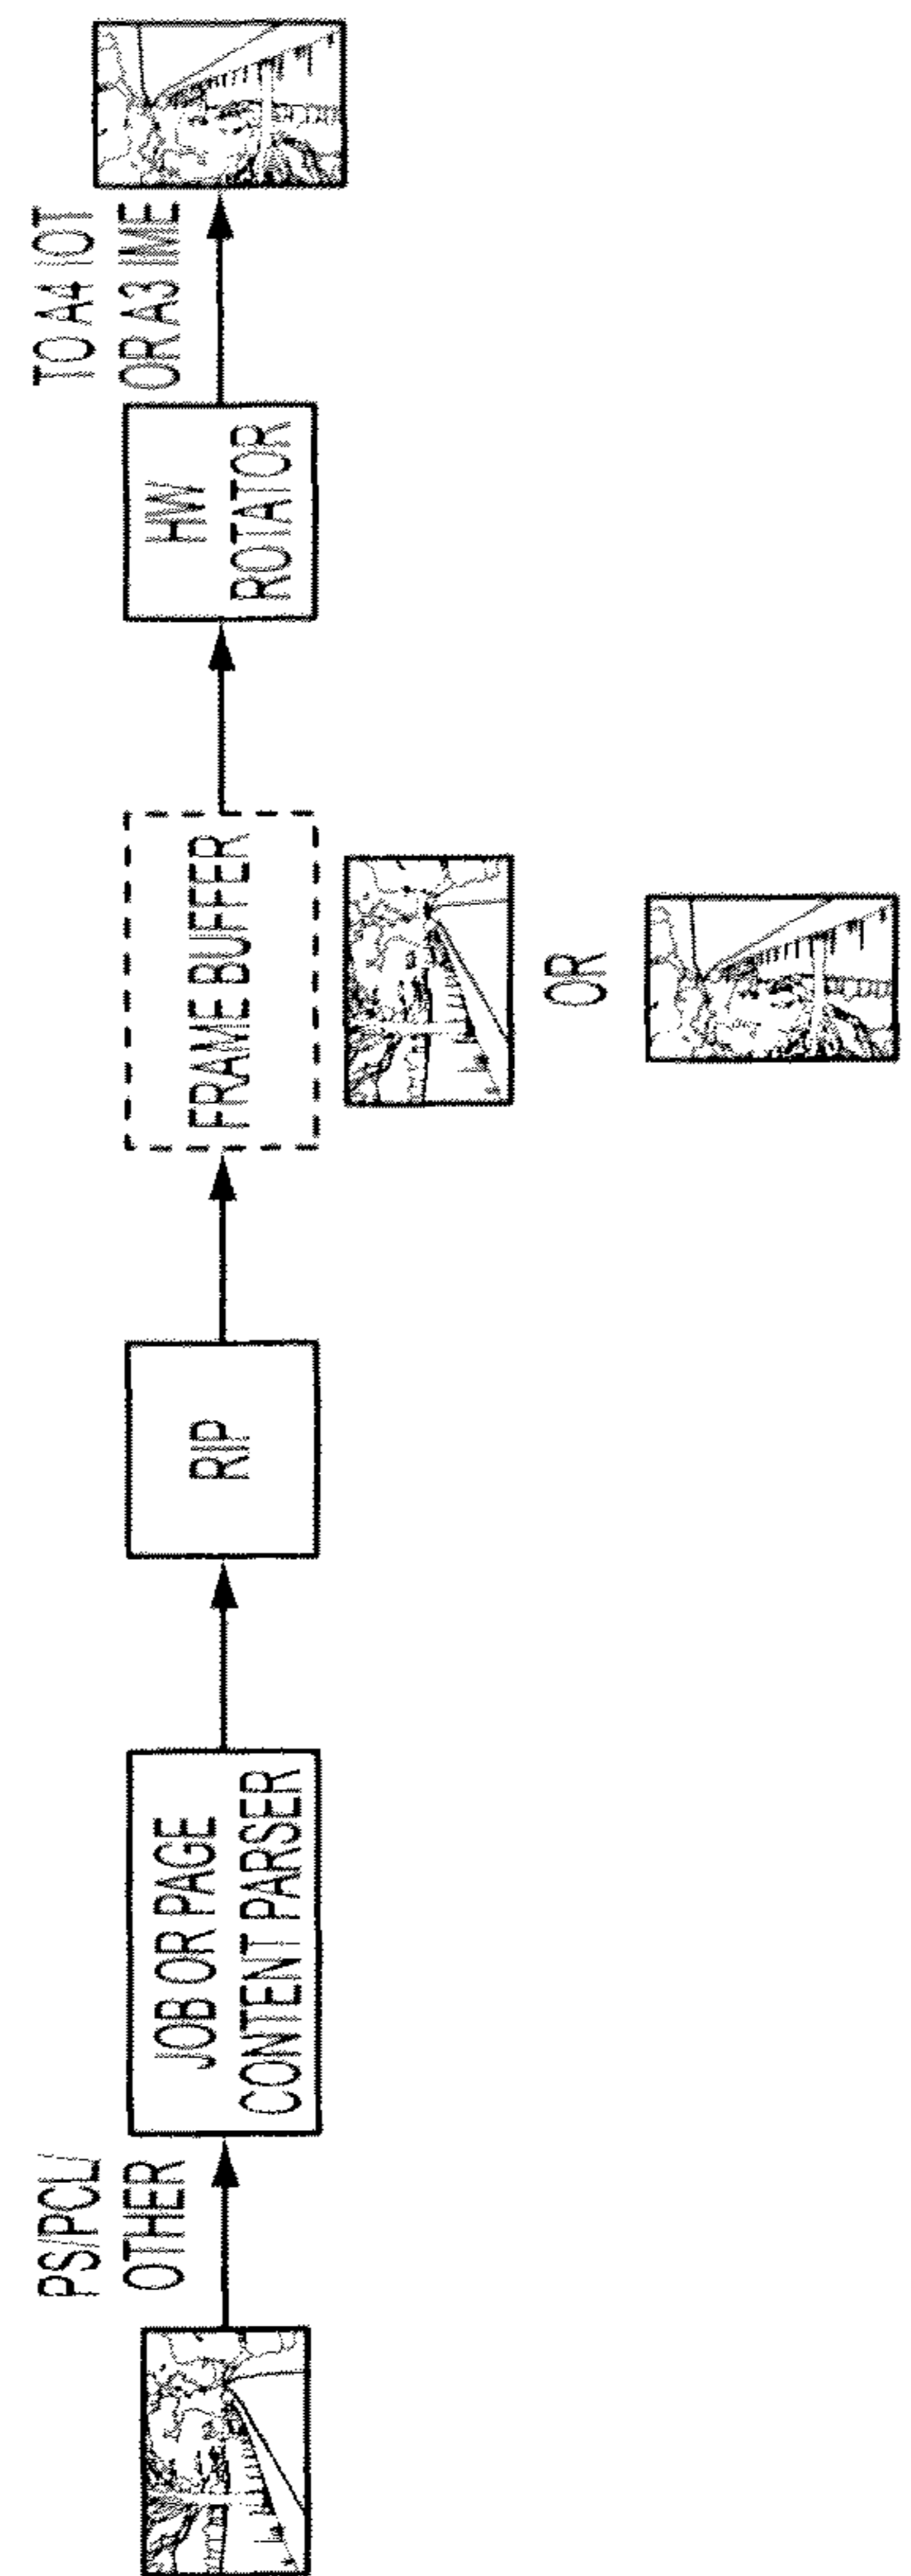 PS/PCL/
OTHER
JOB OR PAGE
CONTENT PARSER
RIP
FRAME BUFFER
OR
HW
ROTATOR
TO A4 IOT
OR A3 IME